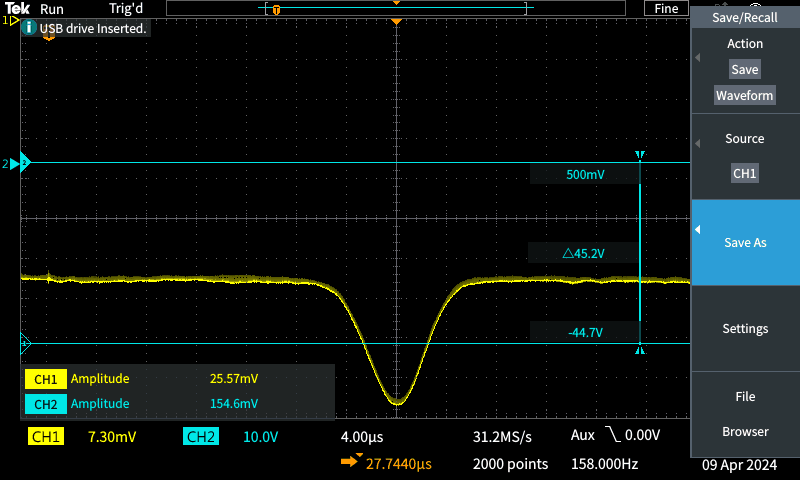 Tek Run Trig'd Fine
Save/Recall
USB drive Inserted.
Action
Save
Waveform
Source
CH1
Save As
Settings
File
Browser
1
2
2
500mV
△45.2V
-44.7V
1
CH1 Amplitude 25.57mV
CH2 Amplitude 154.6mV
CH1 7.30mV CH2 10.0V 4.00µs 31.2MS/s Aux 0.00V
27.7440µs 2000 points 158.000Hz 09 Apr 2024